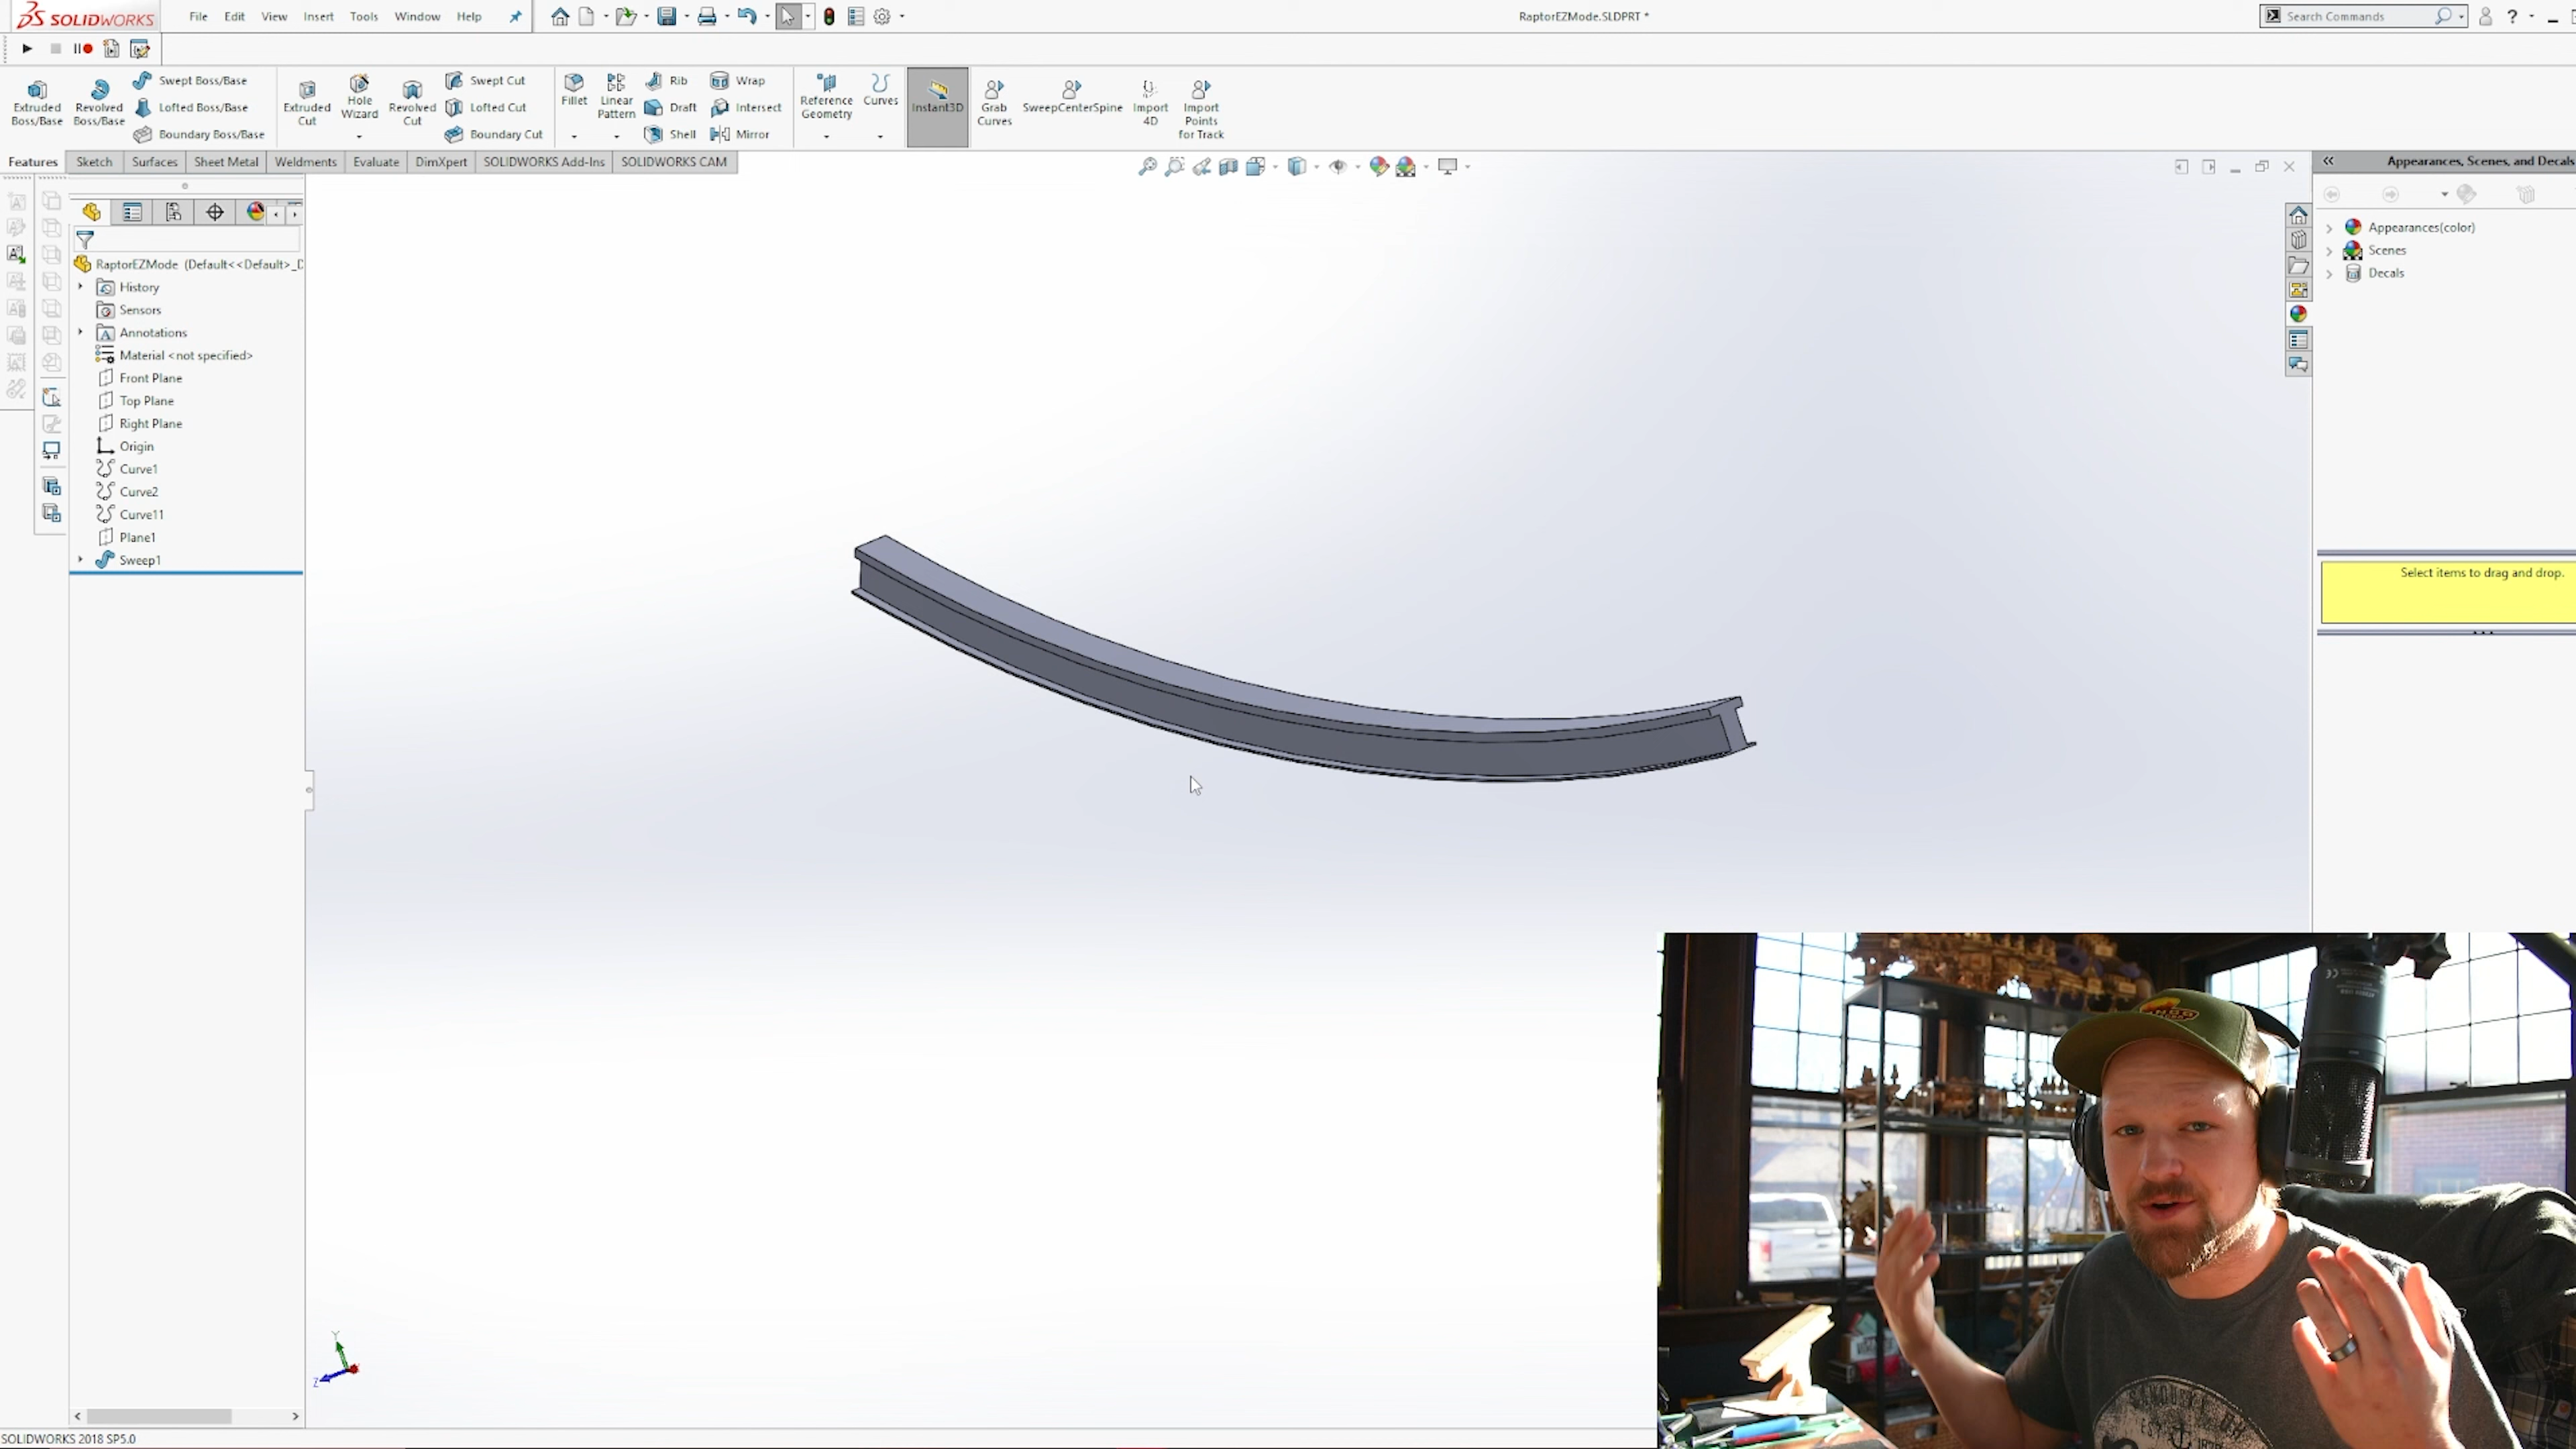 SOLIDWORKS File Edit View Insert Tools Window Help RaptorEZMode.SLDPRT * Search Commands ?
Extruded Boss/Base
Revolved Boss/Base
Swept Boss/Base
Lofted Boss/Base
Boundary Boss/Base
Extruded Cut
Hole Wizard
Revolved Cut
Swept Cut
Lofted Cut
Boundary Cut
Fillet
Linear Pattern
Rib
Draft
Shell
Wrap
Intersect
Mirror
Reference Geometry
Curves
Instant3D
Grab Curves
SweepCenterSpine
Import 4D
Import Points for Track
Features Sketch Surfaces Sheet Metal Weldments Evaluate DimXpert SOLIDWORKS Add-Ins SOLIDWORKS CAM
RaptorEZMode (Default<<Default>_D
History
Sensors
Annotations
Material <not specified>
Front Plane
Top Plane
Right Plane
Origin
Curve1
Curve2
Curve11
Plane1
Sweep1
Appearances, Scenes, and Decals
Appearances(color)
Scenes
Decals
Select items to drag and drop.
Y
Z
SOLIDWORKS 2018 SP5.0